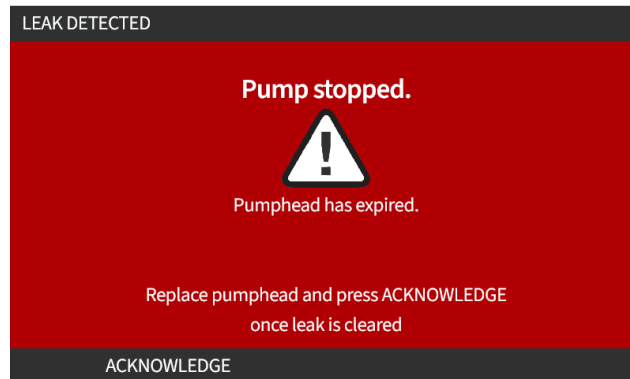 LEAK DETECTED
Pump stopped.
!
Pumphead has expired.
Replace pumphead and press ACKNOWLEDGE
once leak is cleared
ACKNOWLEDGE